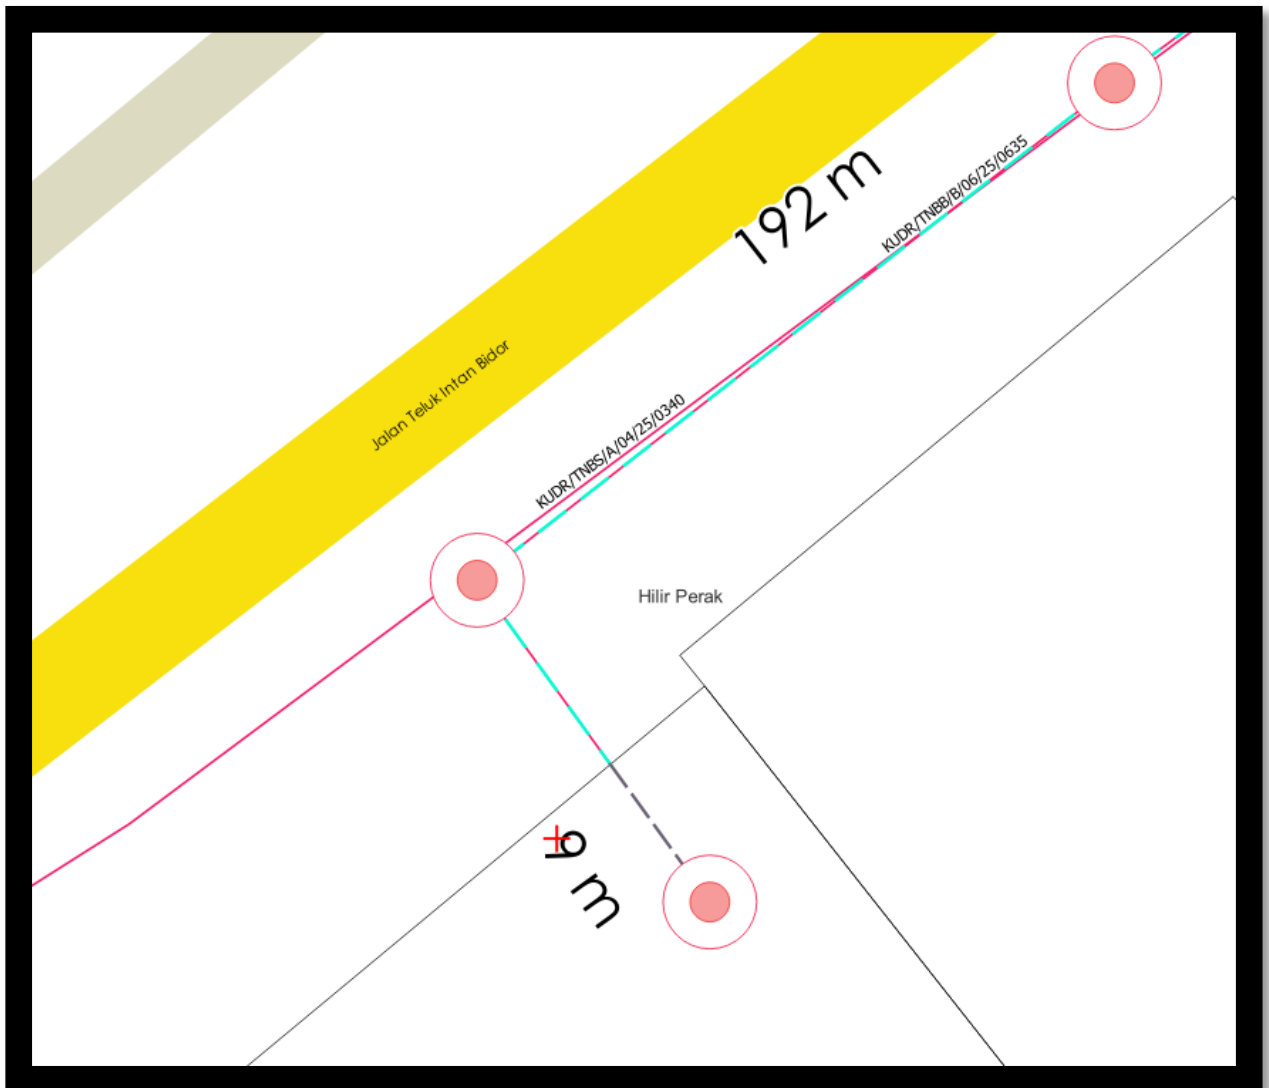 192 m
KUDR/TNBB/B/06/25/0635
Jalan Teluk Intan Bidor
KUDR/TNBS/A/04/25/0340
Hilir Perak
9 m